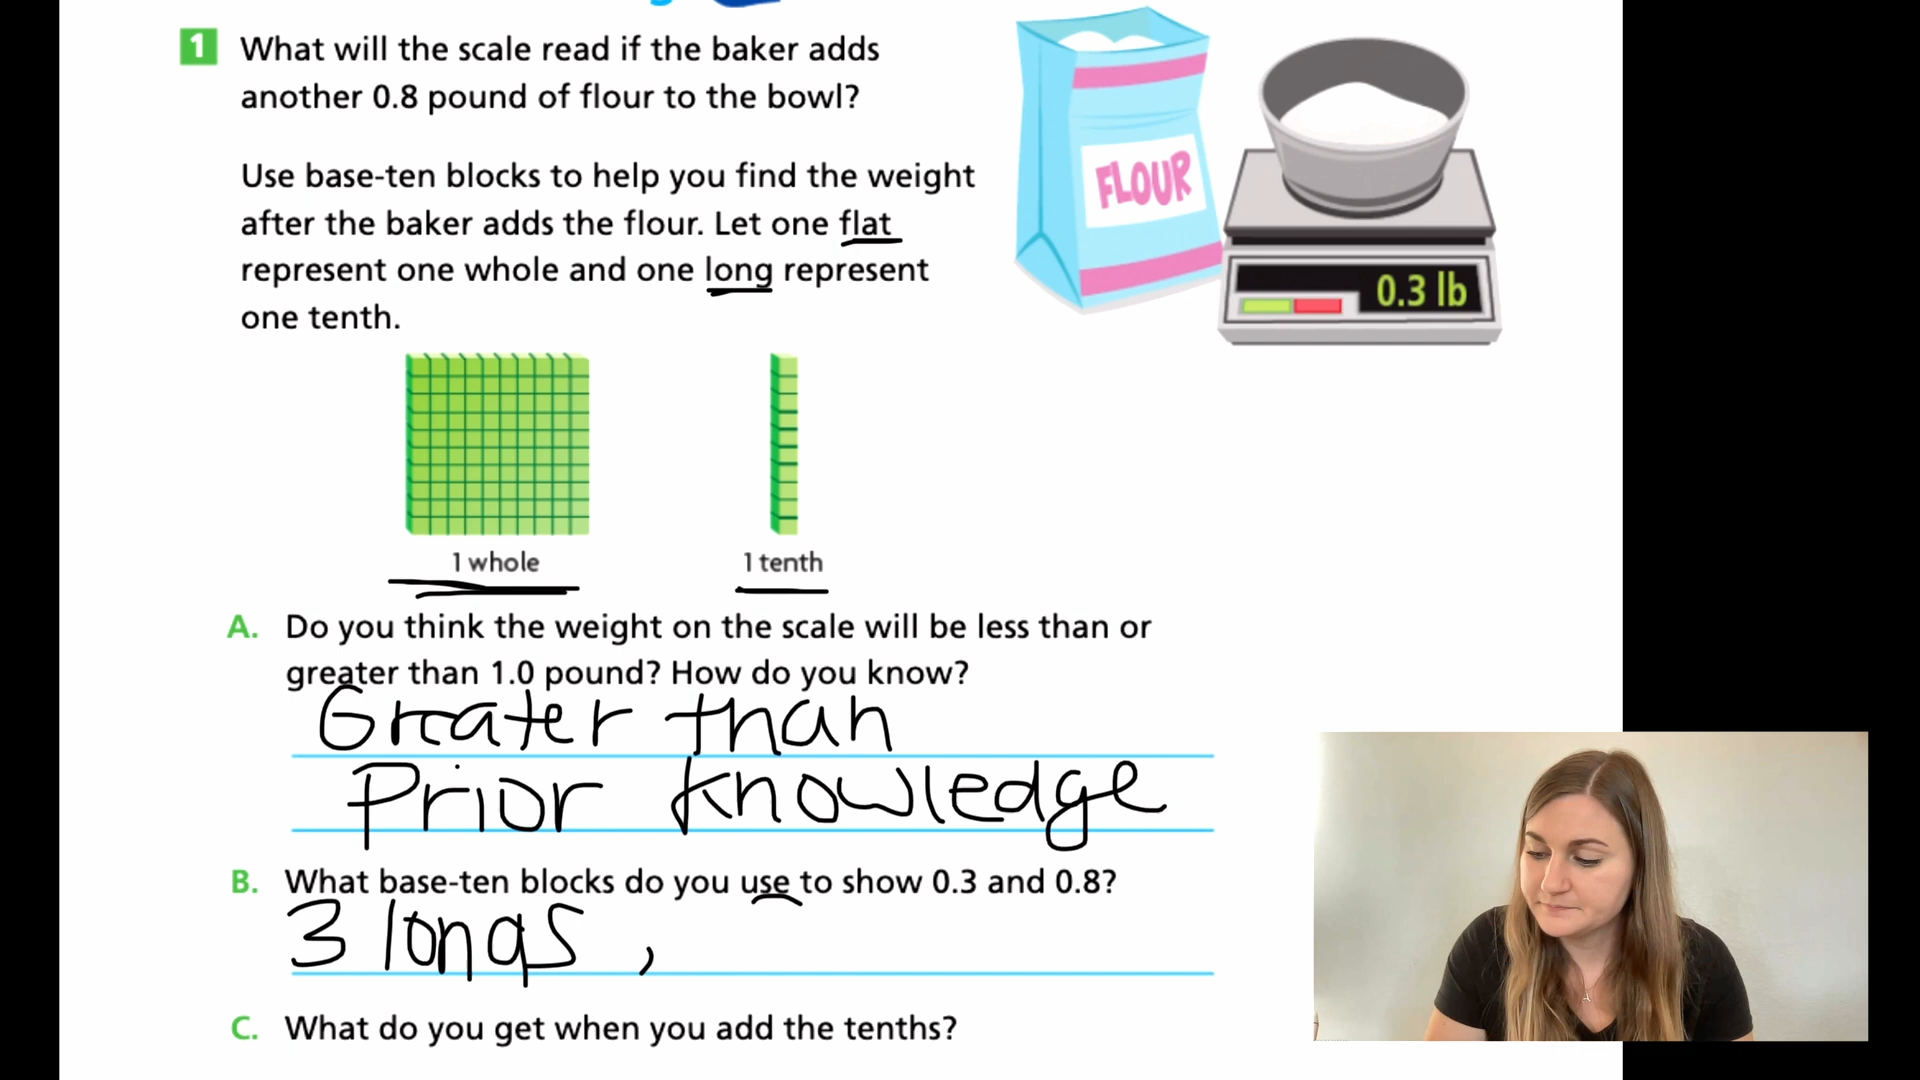 1 What will the scale read if the baker adds
another 0.8 pound of flour to the bowl?
Use base-ten blocks to help you find the weight
after the baker adds the flour. Let one flat
represent one whole and one long represent
one tenth.
FLOUR
0.3 lb
1 whole
1 tenth
A. Do you think the weight on the scale will be less than or
greater than 1.0 pound? How do you know?
Greater than
Prior knowledge
B. What base-ten blocks do you use to show 0.3 and 0.8?
3 longs ,
C. What do you get when you add the tenths?